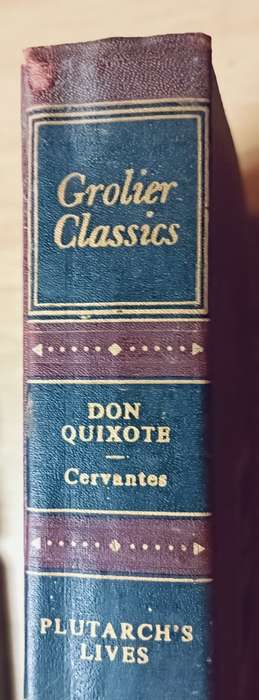 Grolier
Classics
DON
QUIXOTE
Cervantes
PLUTARCH'S
LIVES